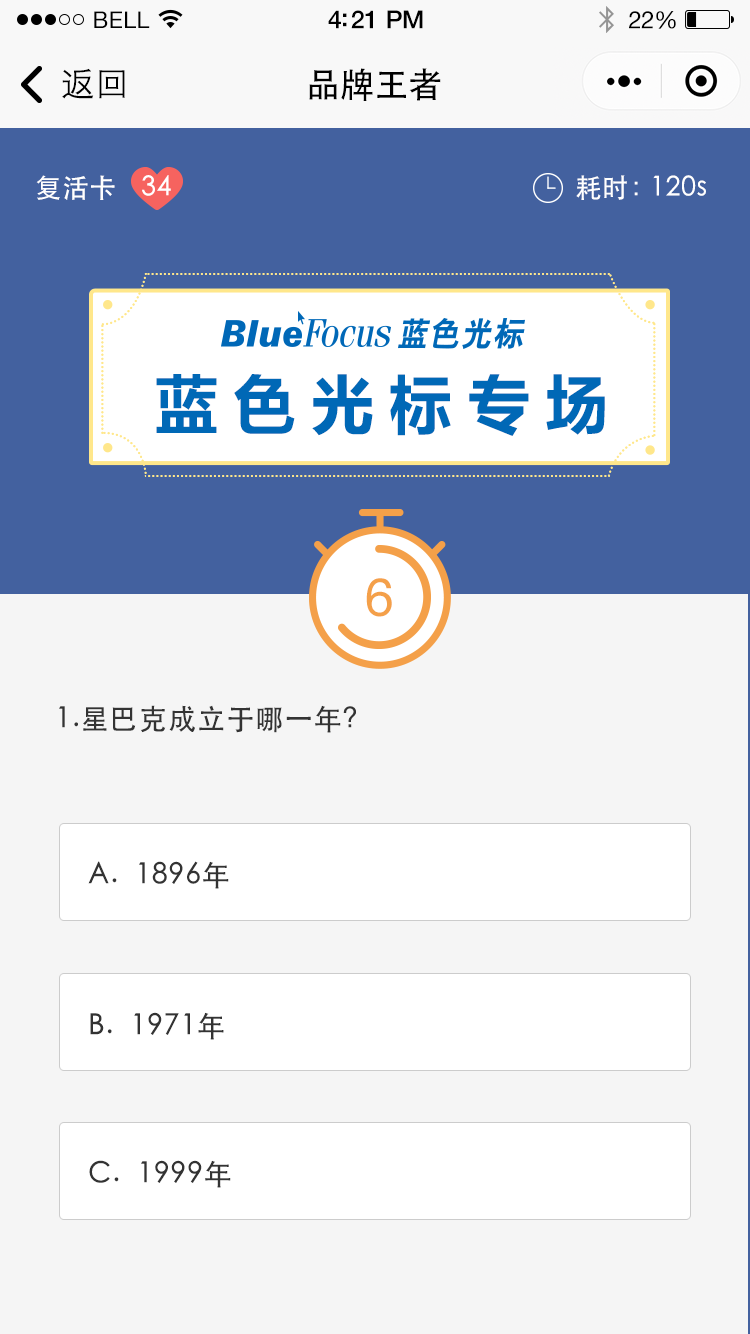 BELL 4:21 PM 22%
返回 品牌王者
复活卡 34 耗时: 120s
BlueFocus 蓝色光标
蓝色光标专场
6
1.星巴克成立于哪一年?
A. 1896年
B. 1971年
C. 1999年